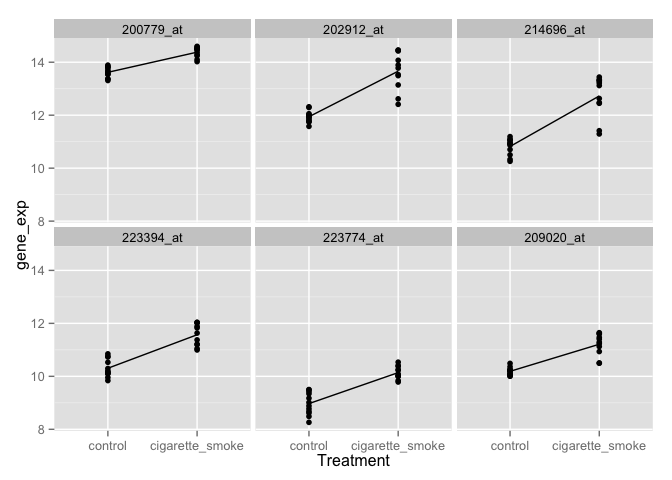 200779_at 202912_at 214696_at
14
12
10
8
223394_at 223774_at 209020_at
14
12
10
8
gene_exp
control cigarette_smoke control cigarette_smoke control cigarette_smoke
Treatment